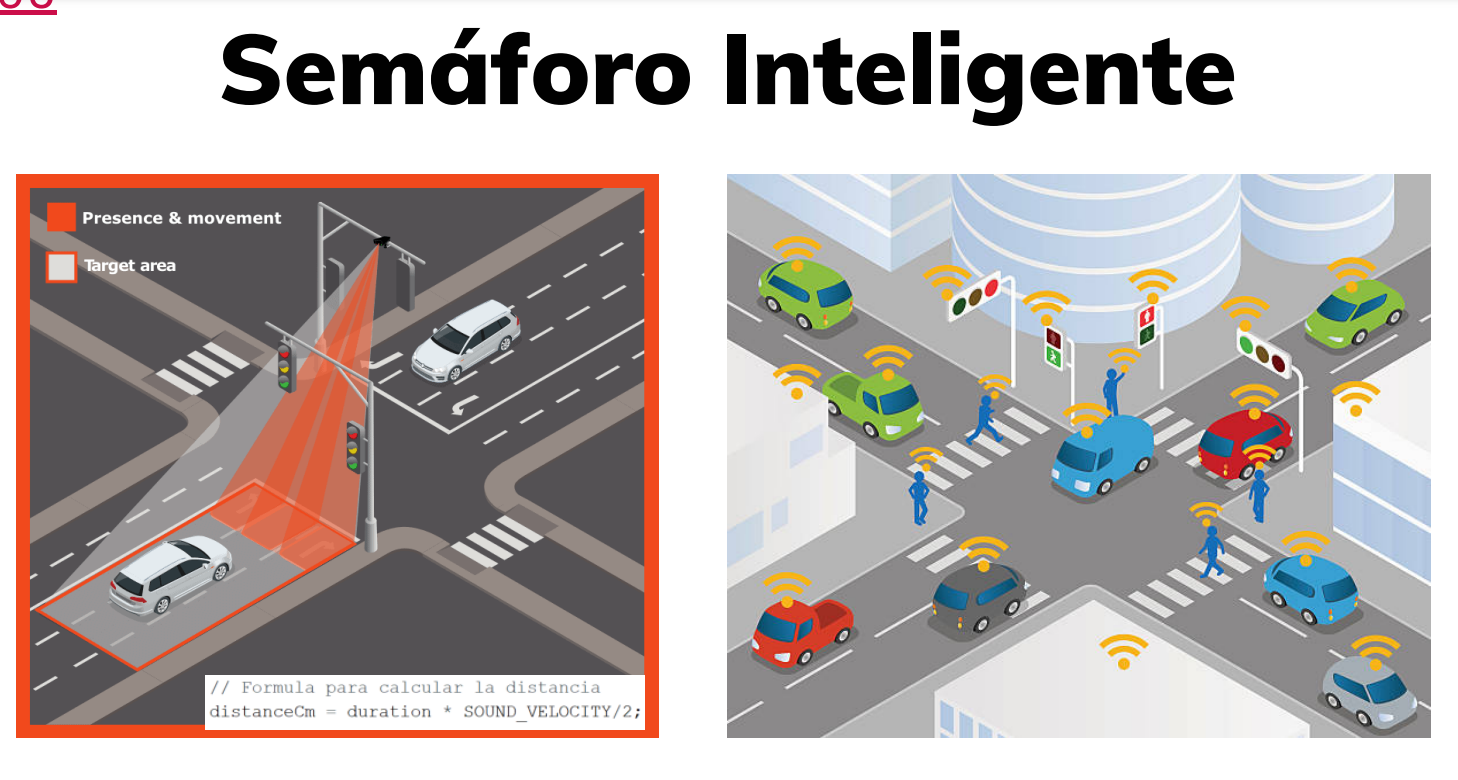 Semáforo Inteligente
Presence & movement
Target area
// Formula para calcular la distancia
distanceCm = duration * SOUND_VELOCITY/2;